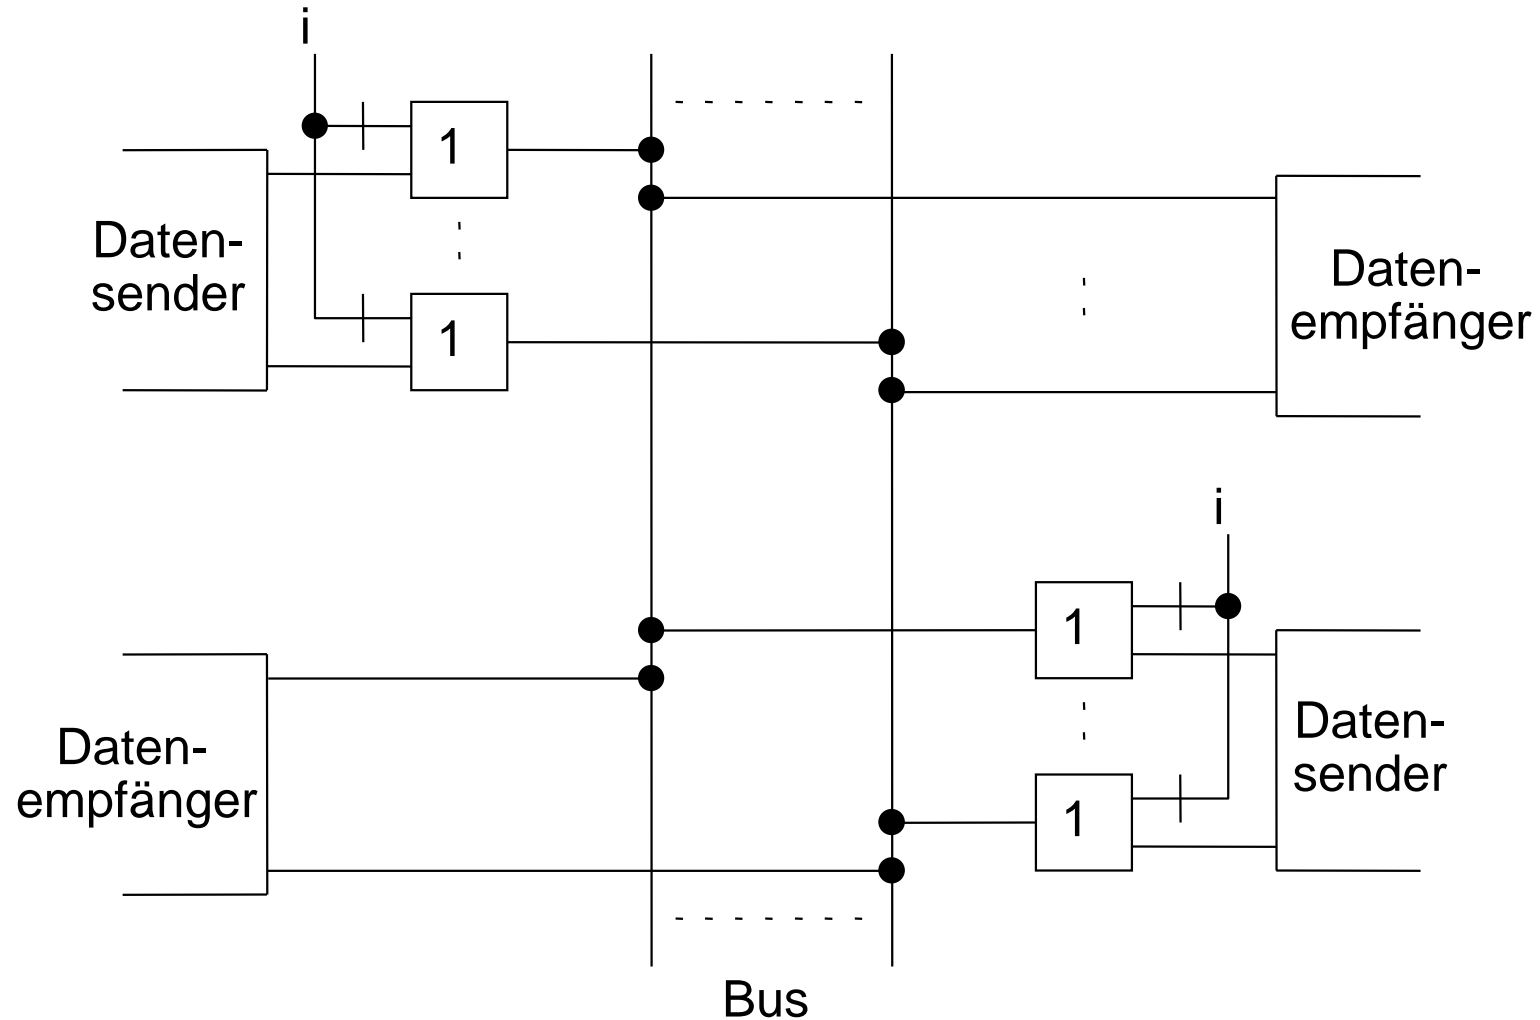 i
1
Daten-
sender
1
Daten-
empfänger
i
1
Daten-
empfänger
Daten-
sender
1
Bus